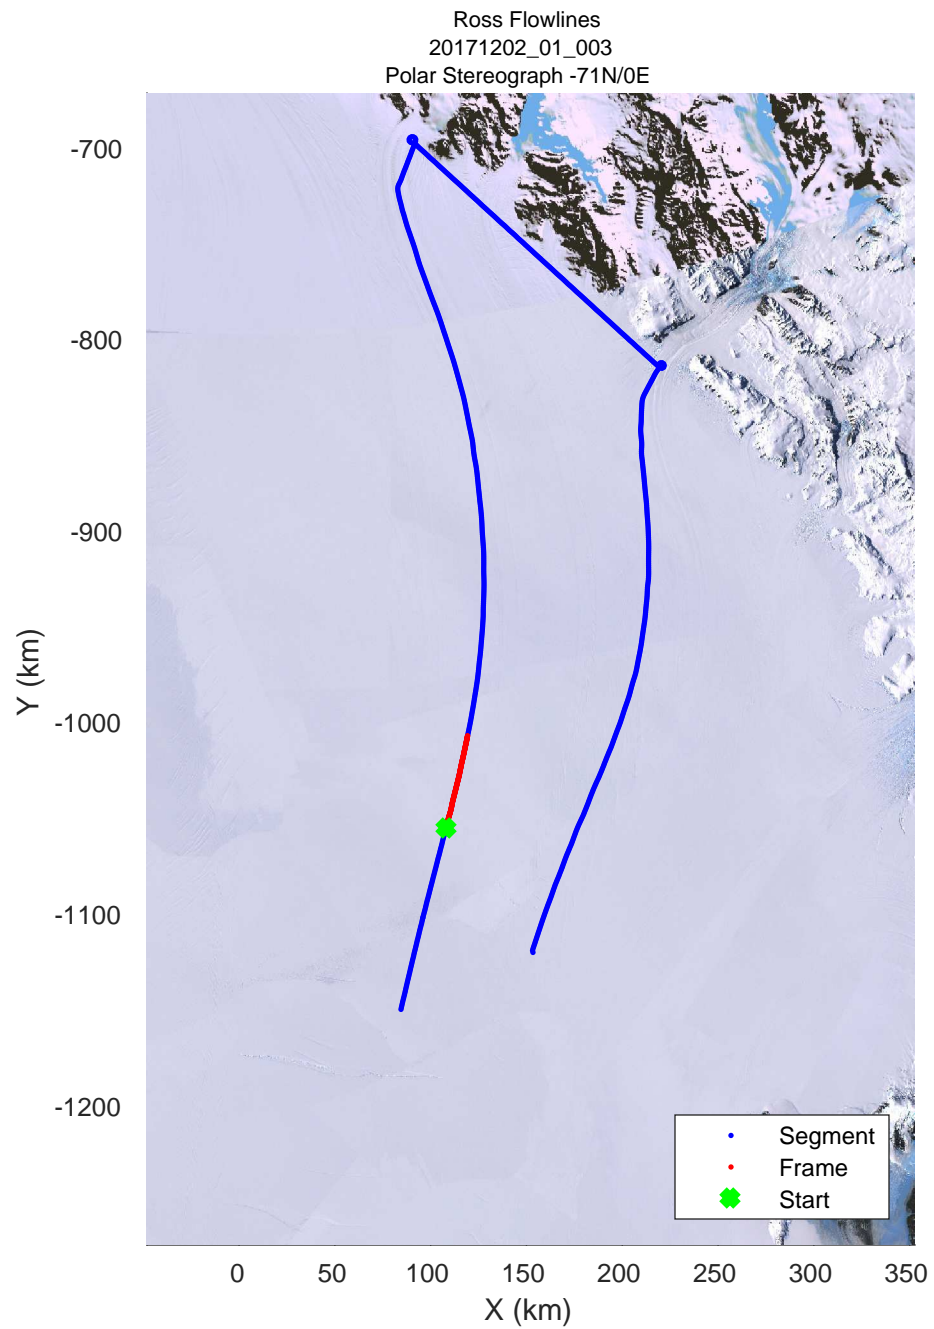 Ross Flowlines
20171202_01_003
Polar Stereograph -71N/0E
-700
-800
-900
-1000
-1100
-1200
Y (km)
0 50 100 150 200 250 300 350
X (km)
Segment
Frame
Start